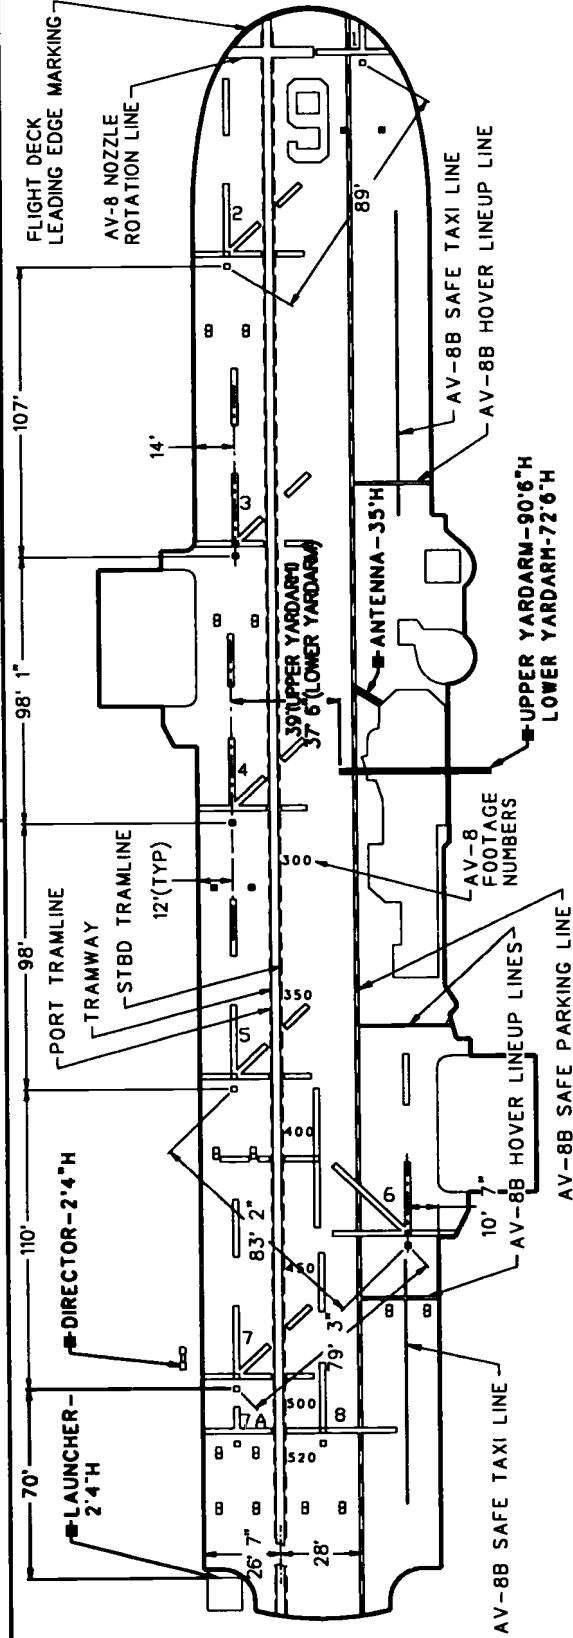 FLIGHT DECK
LEADING EDGE MARKING
AV-8 NOZZLE
ROTATION LINE
1
9
89'
2
107'
14'
3
AV-8B SAFE TAXI LINE
AV-8B HOVER LINEUP LINE
98' 1"
39'(UPPER YARDARM)
37' 6"(LOWER YARDARM)
ANTENNA-35'H
UPPER YARDARM-90'6"H
LOWER YARDARM-72'6"H
4
12'(TYP)
300
AV-8
FOOTAGE
NUMBERS
98'
PORT TRAMLINE
TRAMWAY
STBD TRAMLINE
350
5
400
AV-8B HOVER LINEUP LINES
AV-8B SAFE PARKING LINE
110'
DIRECTOR-2'4"H
83' 2"
450
6
10' 7"
7
79' 3"
500
7A
8
520
70'
LAUNCHER-
2'4"H
26' 7"
28'
AV-8B SAFE TAXI LINE